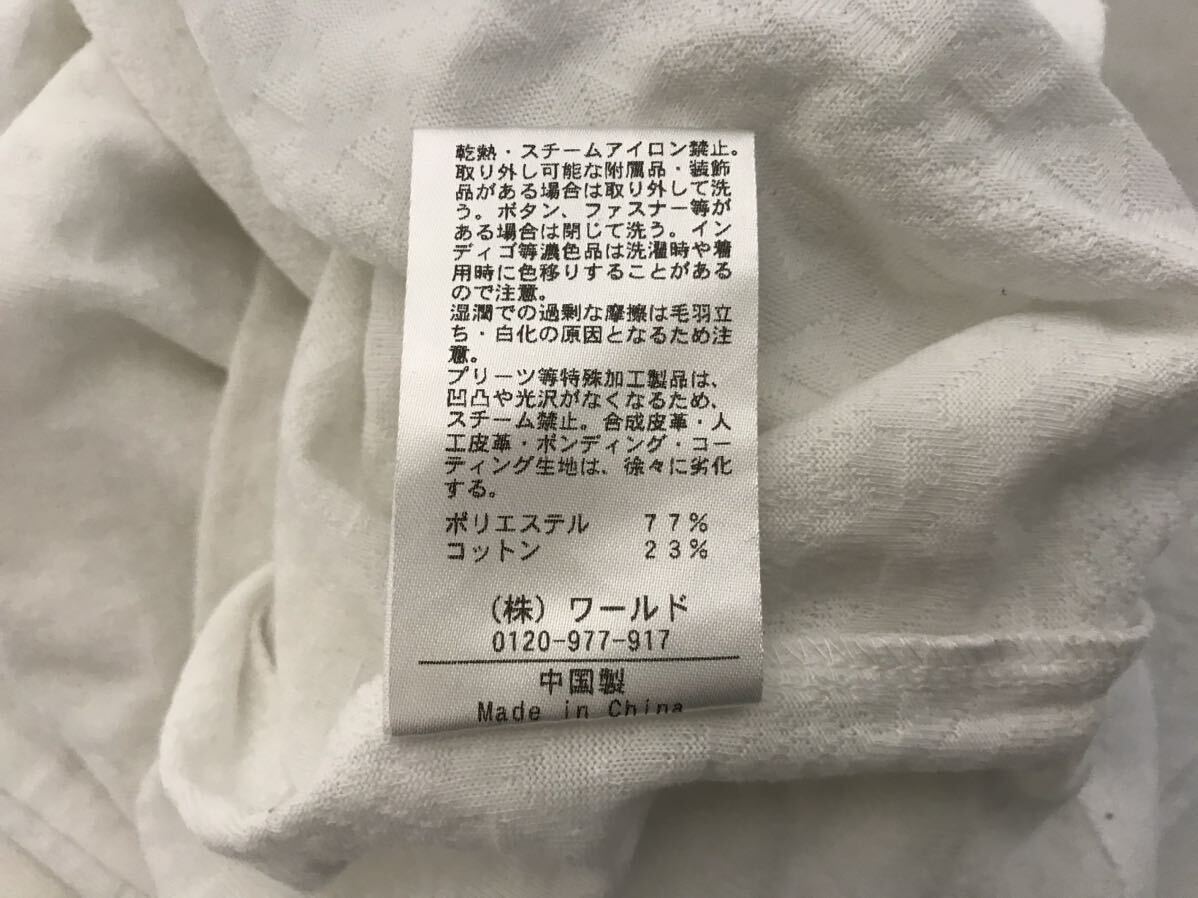 乾熱・スチームアイロン禁止。
取り外し可能な附属品・装飾
品がある場合は取り外して洗
う。ボタン、ファスナー等が
ある場合は閉じて洗う。イン
ディゴ等濃色品は洗濯時や着
用時に色移りすることがある
ので注意。
湿潤での過剰な摩擦は毛羽立
ち・白化の原因となるため注
意。
プリーツ等特殊加工製品は、
凹凸や光沢がなくなるため、
スチーム禁止。合成皮革・人
工皮革・ボンディング・コー
ティング生地は、徐々に劣化
する。
ポリエステル 77%
コットン 23%
(株)ワールド
0120-977-917
中国製
Made in China